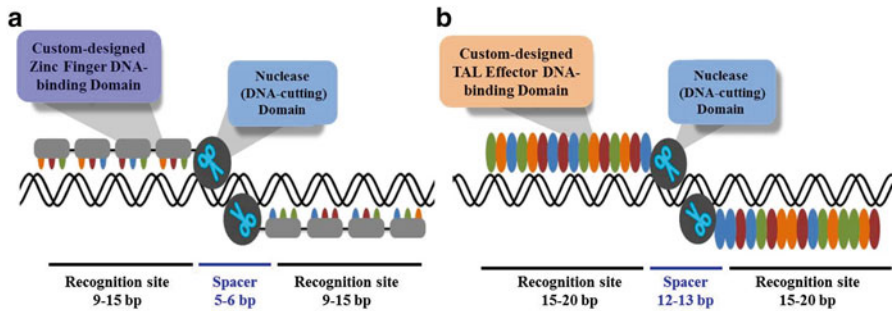 a
Custom-designed
Zinc Finger DNA-
binding Domain
Nuclease
(DNA-cutting)
Domain
Recognition site
9-15 bp
Spacer
5-6 bp
Recognition site
9-15 bp
b
Custom-designed
TAL Effector DNA-
binding Domain
Nuclease
(DNA-cutting)
Domain
Recognition site
15-20 bp
Spacer
12-13 bp
Recognition site
15-20 bp